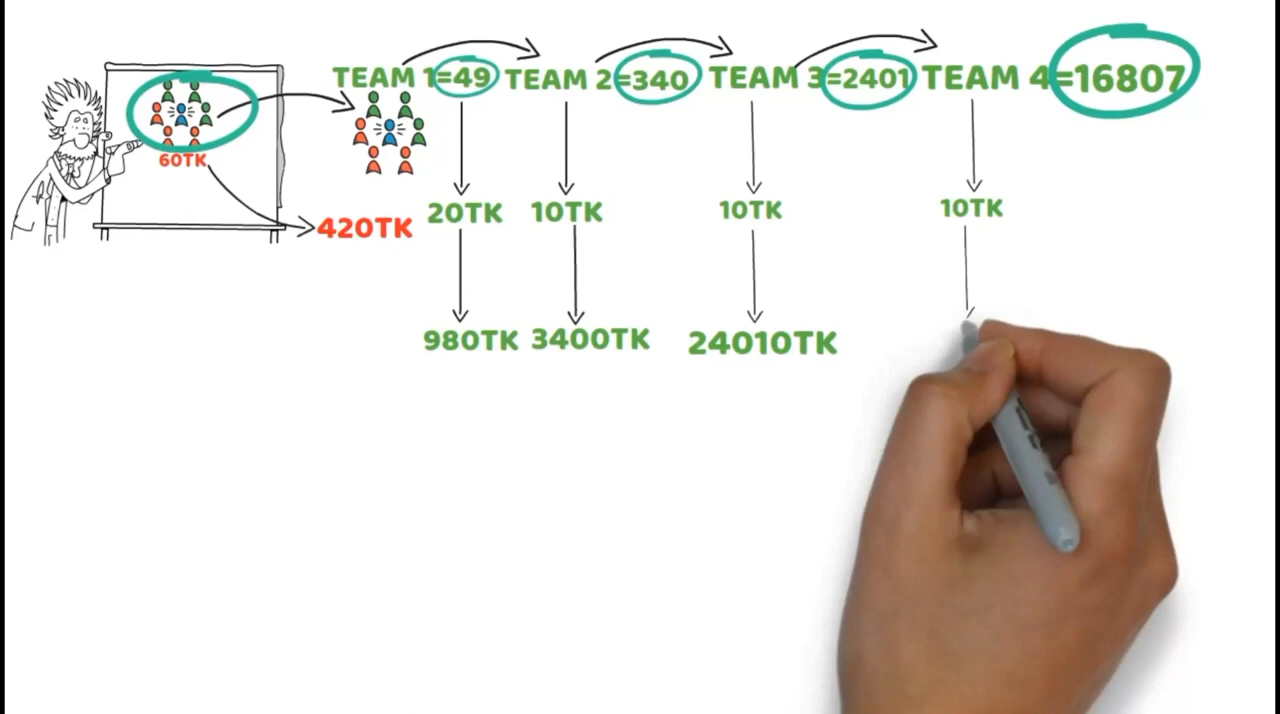 TEAM 1=49 TEAM 2=340 TEAM 3=2401 TEAM 4=16807
60TK
420TK 20TK 10TK 10TK 10TK
980TK 3400TK 24010TK